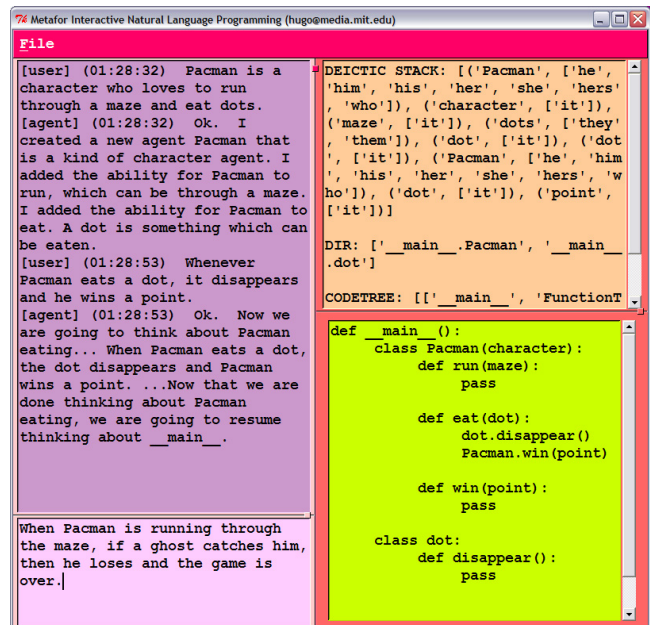 Metafor Interactive Natural Language Programming (hugo@media.mit.edu)
File
[user] (01:28:32)  Pacman is a
character who loves to run
through a maze and eat dots.
[agent] (01:28:32)  Ok.  I
created a new agent Pacman that
is a kind of character agent. I
added the ability for Pacman to
run, which can be through a maze.
I added the ability for Pacman to
eat. A dot is something which can
be eaten.
[user] (01:28:53)  Whenever
Pacman eats a dot, it disappears
and he wins a point.
[agent] (01:28:53)  Ok.  Now we
are going to think about Pacman
eating... When Pacman eats a dot,
the dot disappears and Pacman
wins a point. ...Now that we are
done thinking about Pacman
eating, we are going to resume
thinking about __main__.
When Pacman is running through
the maze, if a ghost catches him,
then he loses and the game is
over.
DEICTIC STACK: [('Pacman', ['he',
'him', 'his', 'her', 'she', 'hers'
, 'who']), ('character', ['it']),
('maze', ['it']), ('dots', ['they'
, 'them']), ('dot', ['it']), ('dot
', ['it']), ('Pacman', ['he', 'him
', 'his', 'her', 'she', 'hers', 'w
ho']), ('dot', ['it']), ('point',
['it'])]
DIR: ['__main__.Pacman', '__main__
.dot']
CODETREE: [['__main__', 'FunctionT
def __main__():
class Pacman(character):
def run(maze):
pass
def eat(dot):
dot.disappear()
Pacman.win(point)
def win(point):
pass
class dot:
def disappear():
pass